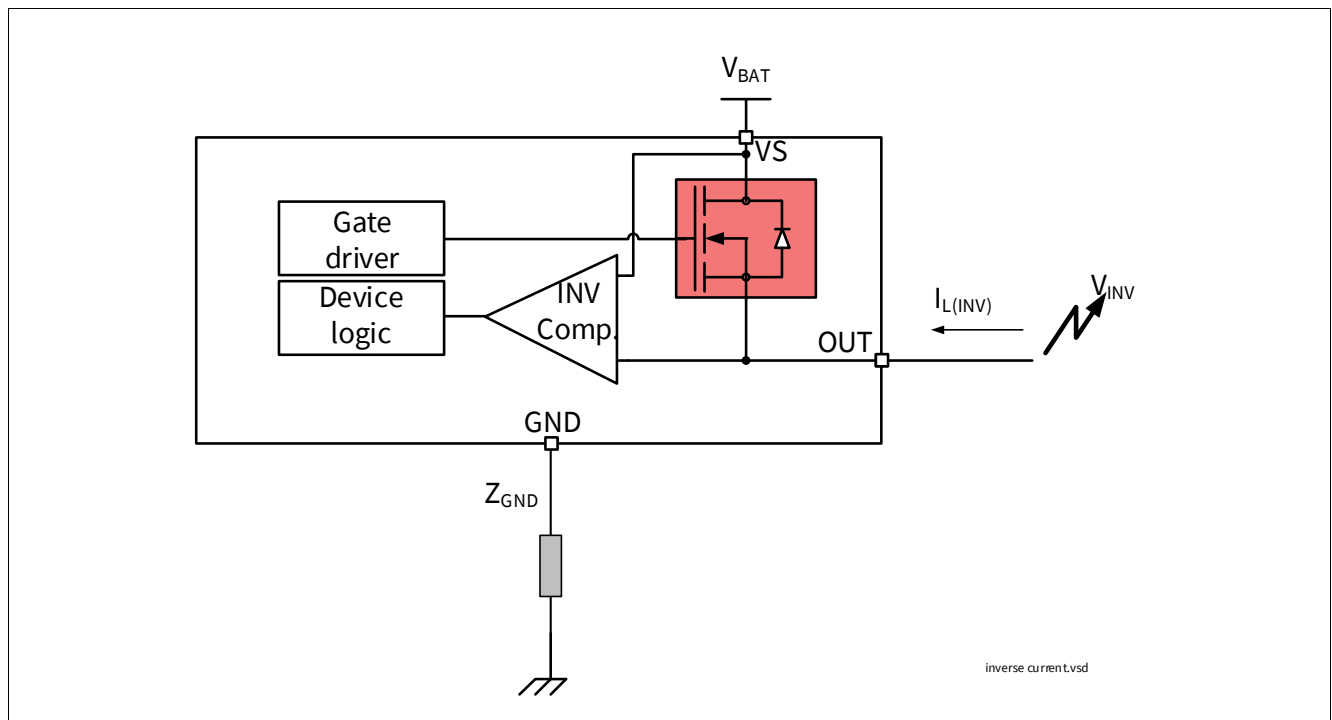 VBAT
VS
Gate
driver
Device
logic
INV
Comp.
VINV
IL(INV)
OUT
GND
ZGND
inverse current.vsd